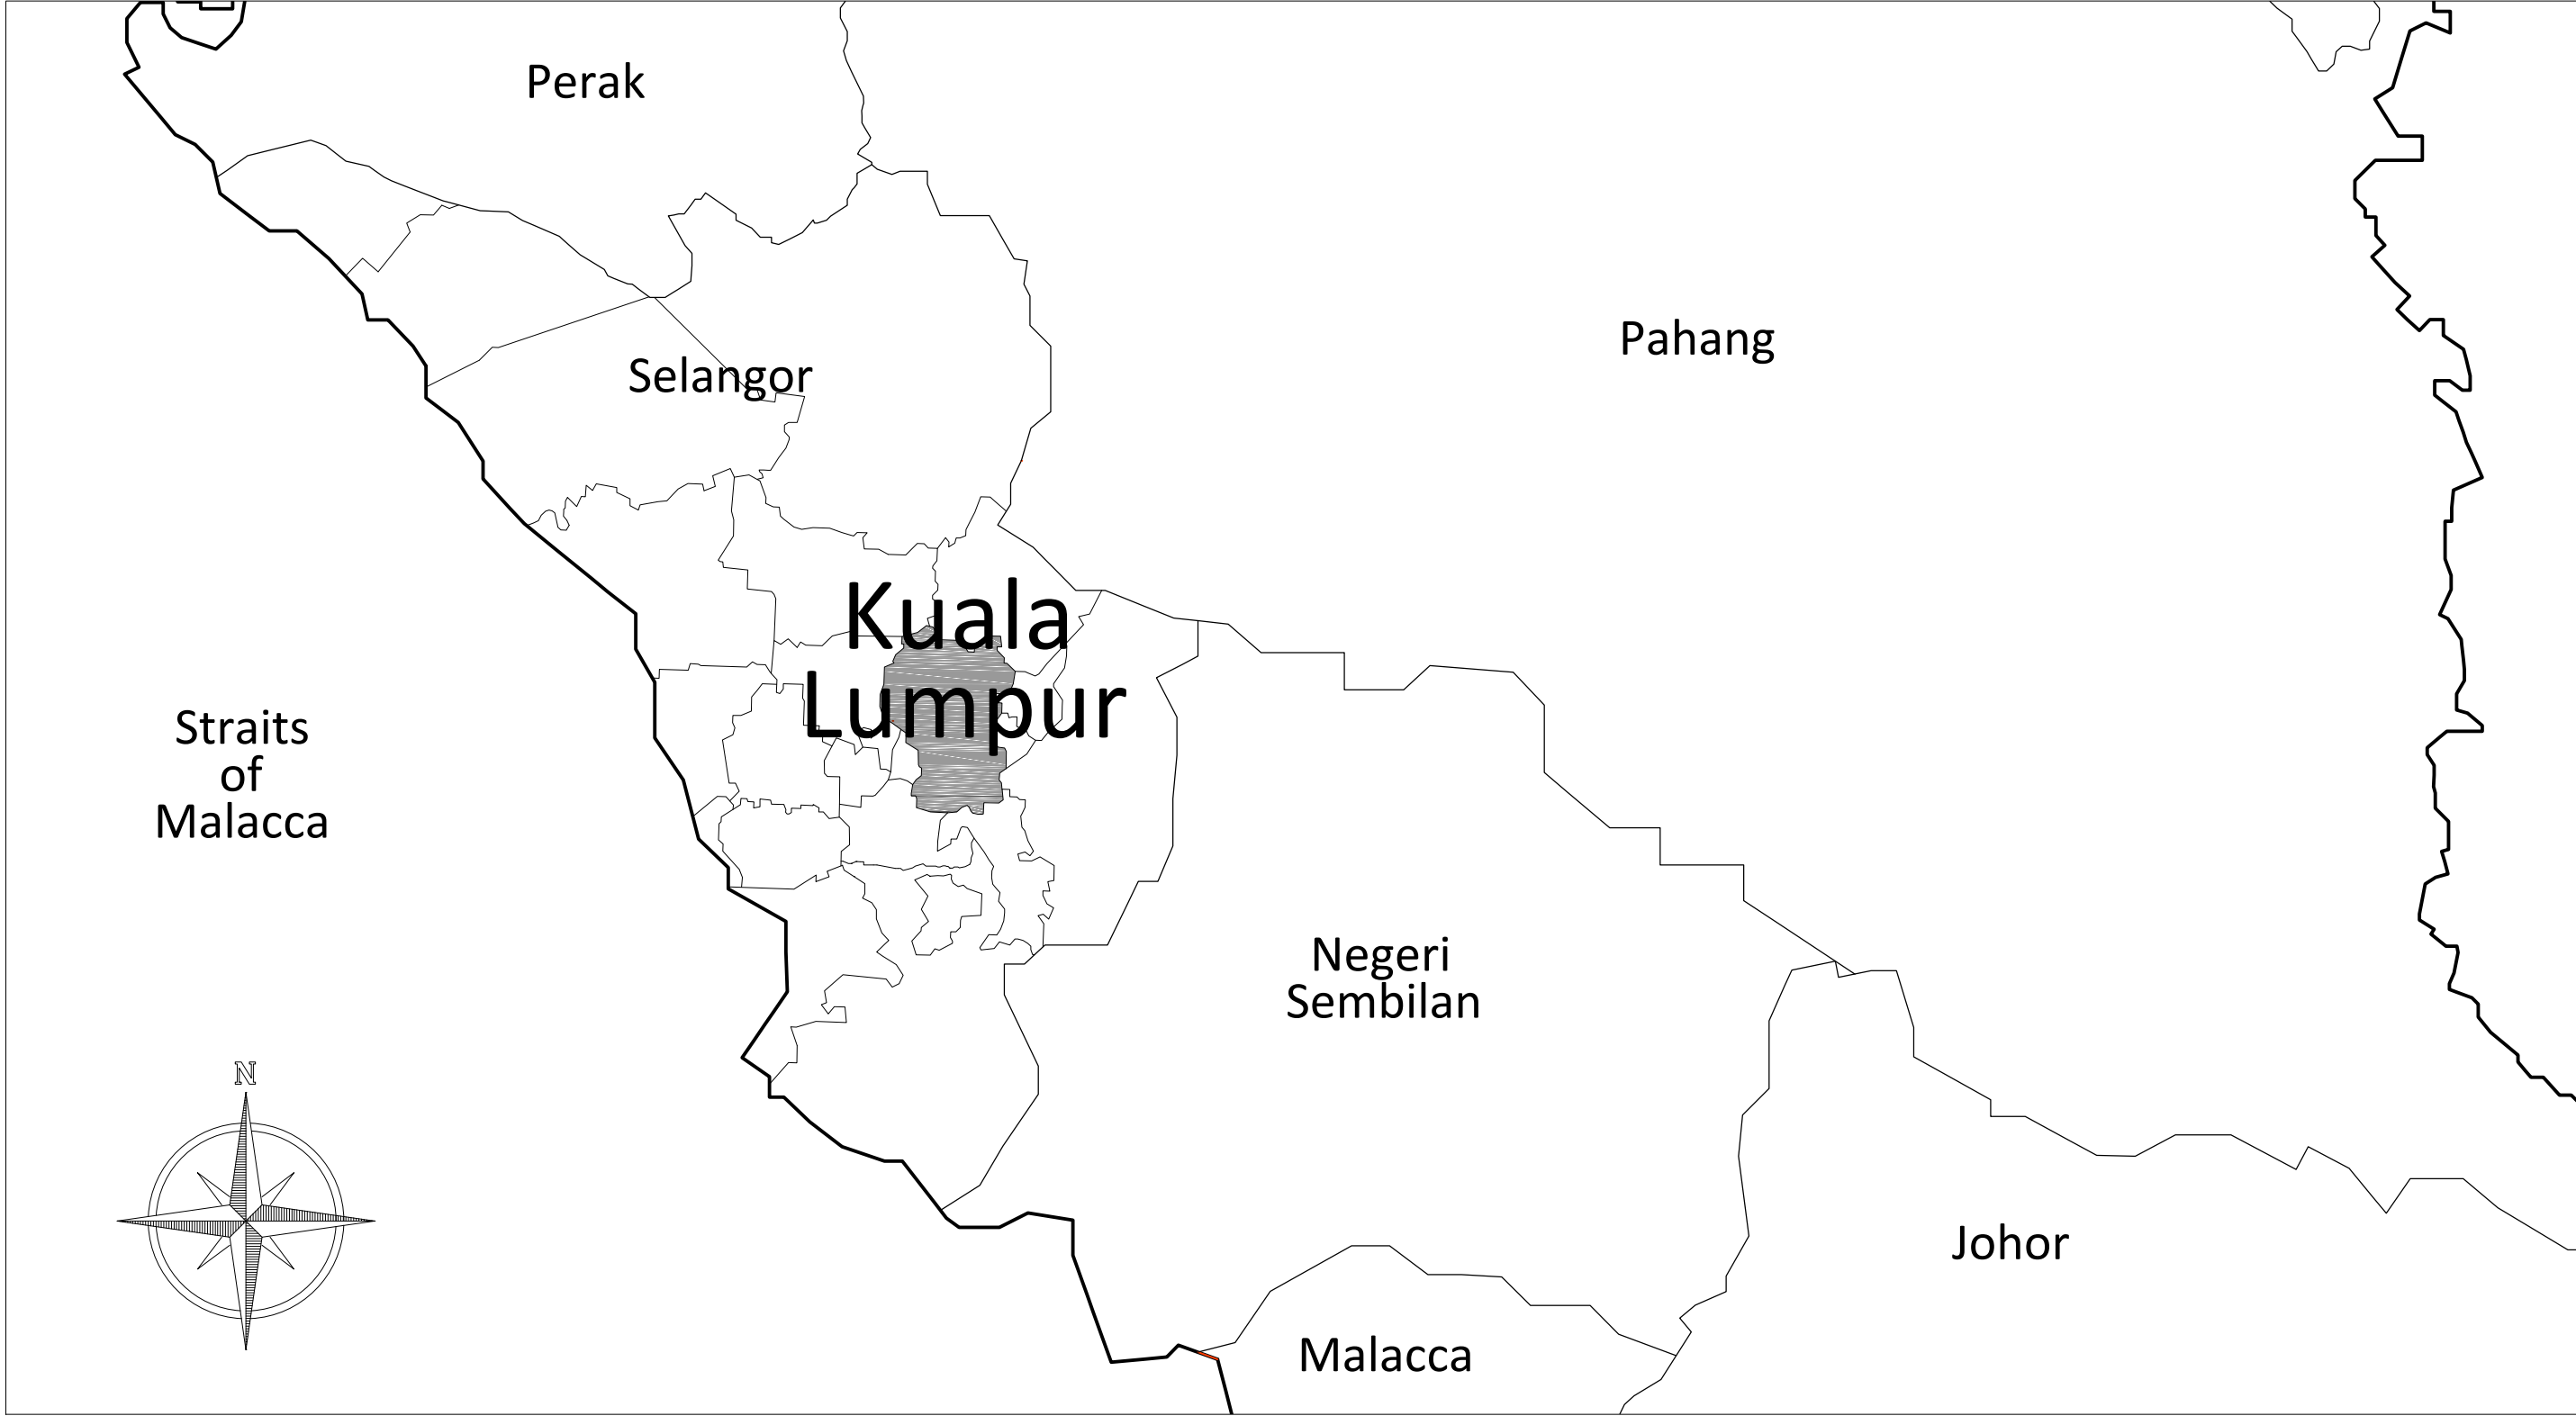 Perak
Pahang
Selangor
Kuala
Lumpur
Straits
of
Malacca
Negeri
Sembilan
N
Johor
Malacca